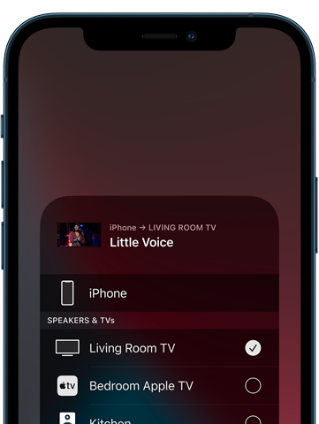 iPhone → LIVING ROOM TV
Little Voice
iPhone
SPEAKERS & TVs
Living Room TV
tv Bedroom Apple TV
Kitchen